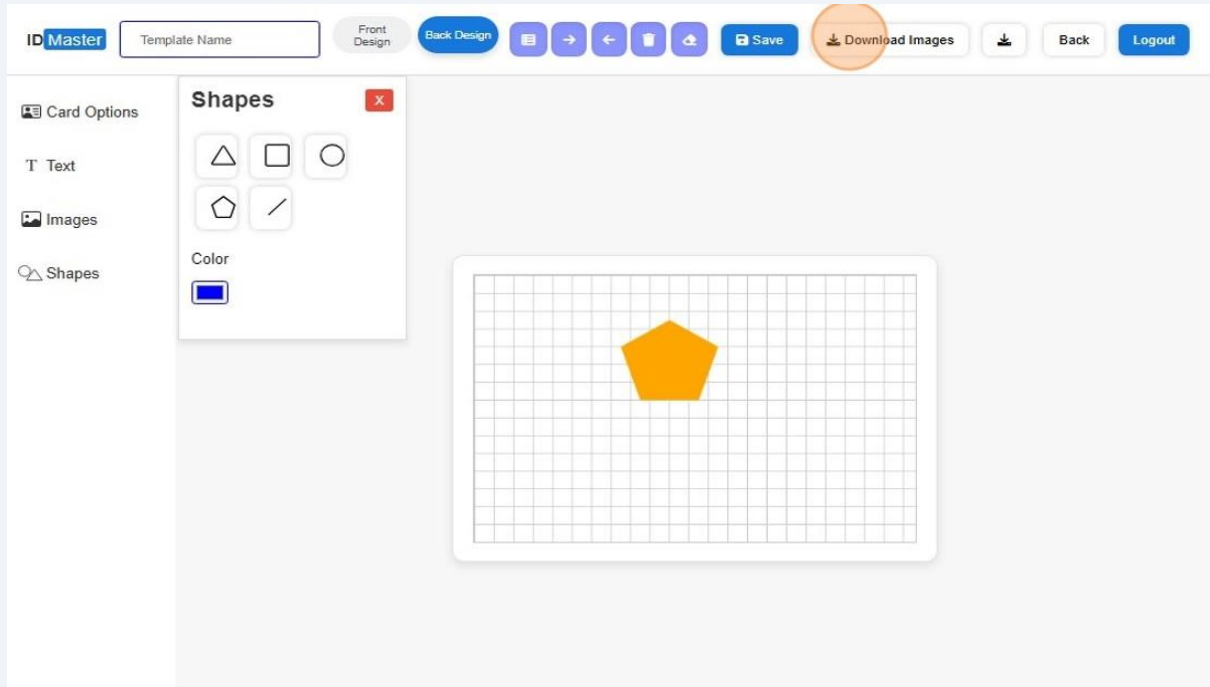 ID Master
Template Name
Front
Design
Back Design
Save
Download Images
Back
Logout
Card Options
Shapes
X
T Text
Images
Shapes
Color